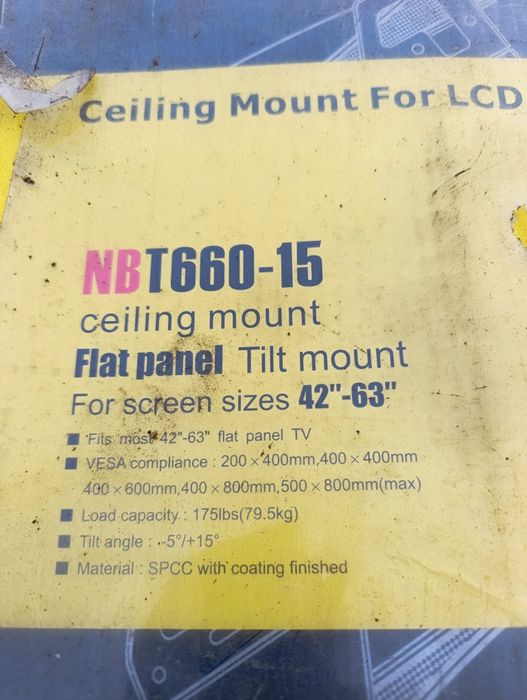 Ceiling Mount For LCD
NBT660-15
ceiling mount
Flat panel Tilt mount
For screen sizes 42"-63"
Fits most 42"-63" flat panel TV
VESA compliance : 200×400mm,400×400mm
400×600mm,400×800mm,500×800mm(max)
Load capacity : 175lbs(79.5kg)
Tilt angle : -5°/+15°
Material : SPCC with coating finished